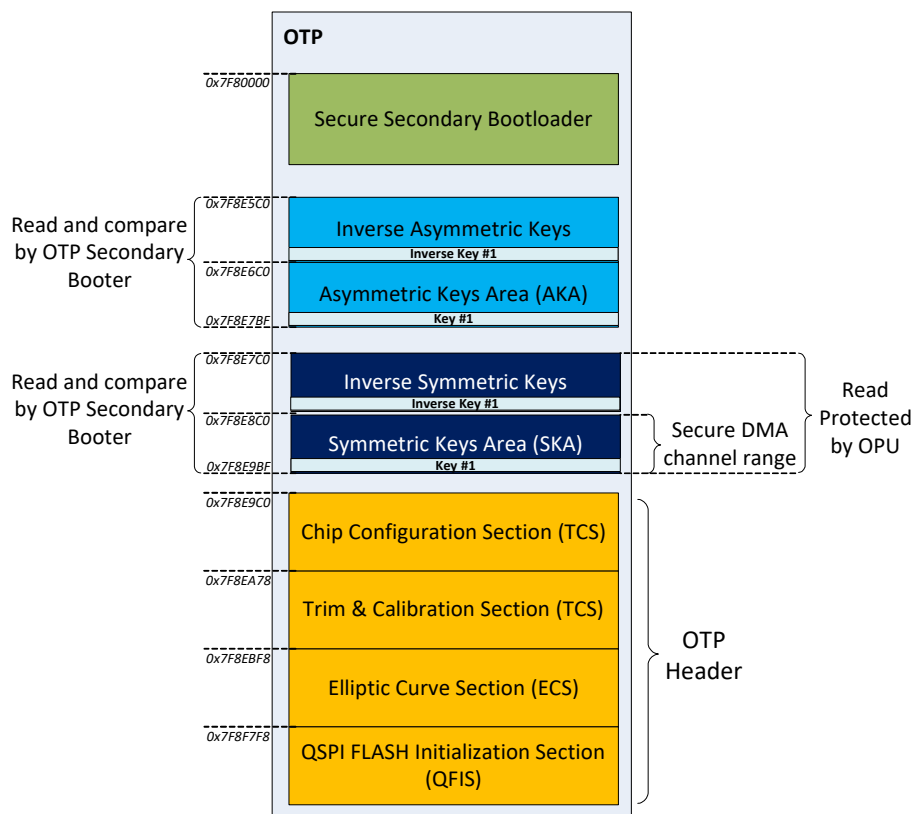 OTP
0x7F80000
Secure Secondary Bootloader
0x7F8E5C0
Read and compare
by OTP Secondary
Booter
Inverse Asymmetric Keys
Inverse Key #1
0x7F8E6C0
Asymmetric Keys Area (AKA)
Key #1
0x7F8E7BF
0x7F8E7C0
Read and compare
by OTP Secondary
Booter
Inverse Symmetric Keys
Inverse Key #1
0x7F8E8C0
Symmetric Keys Area (SKA)
Key #1
0x7F8E9BF
Secure DMA
channel range
Read
Protected
by OPU
0x7F8E9C0
Chip Configuration Section (TCS)
0x7F8EA78
Trim & Calibration Section (TCS)
0x7F8EBF8
Elliptic Curve Section (ECS)
0x7F8F7F8
QSPI FLASH Initialization Section
(QFIS)
OTP
Header